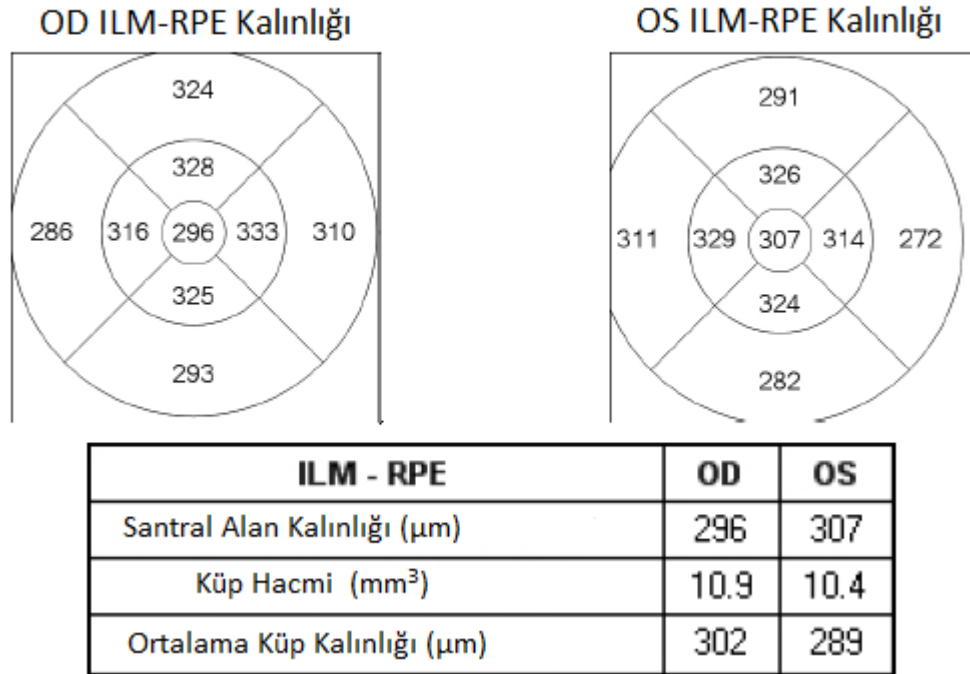 OD ILM-RPE Kalınlığı
324
328
286 316 296 333 310
325
293
OS ILM-RPE Kalınlığı
291
326
311 329 307 314 272
324
282
ILM - RPE OD OS
Santral Alan Kalınlığı (µm) 296 307
Küp Hacmi (mm³) 10.9 10.4
Ortalama Küp Kalınlığı (µm) 302 289